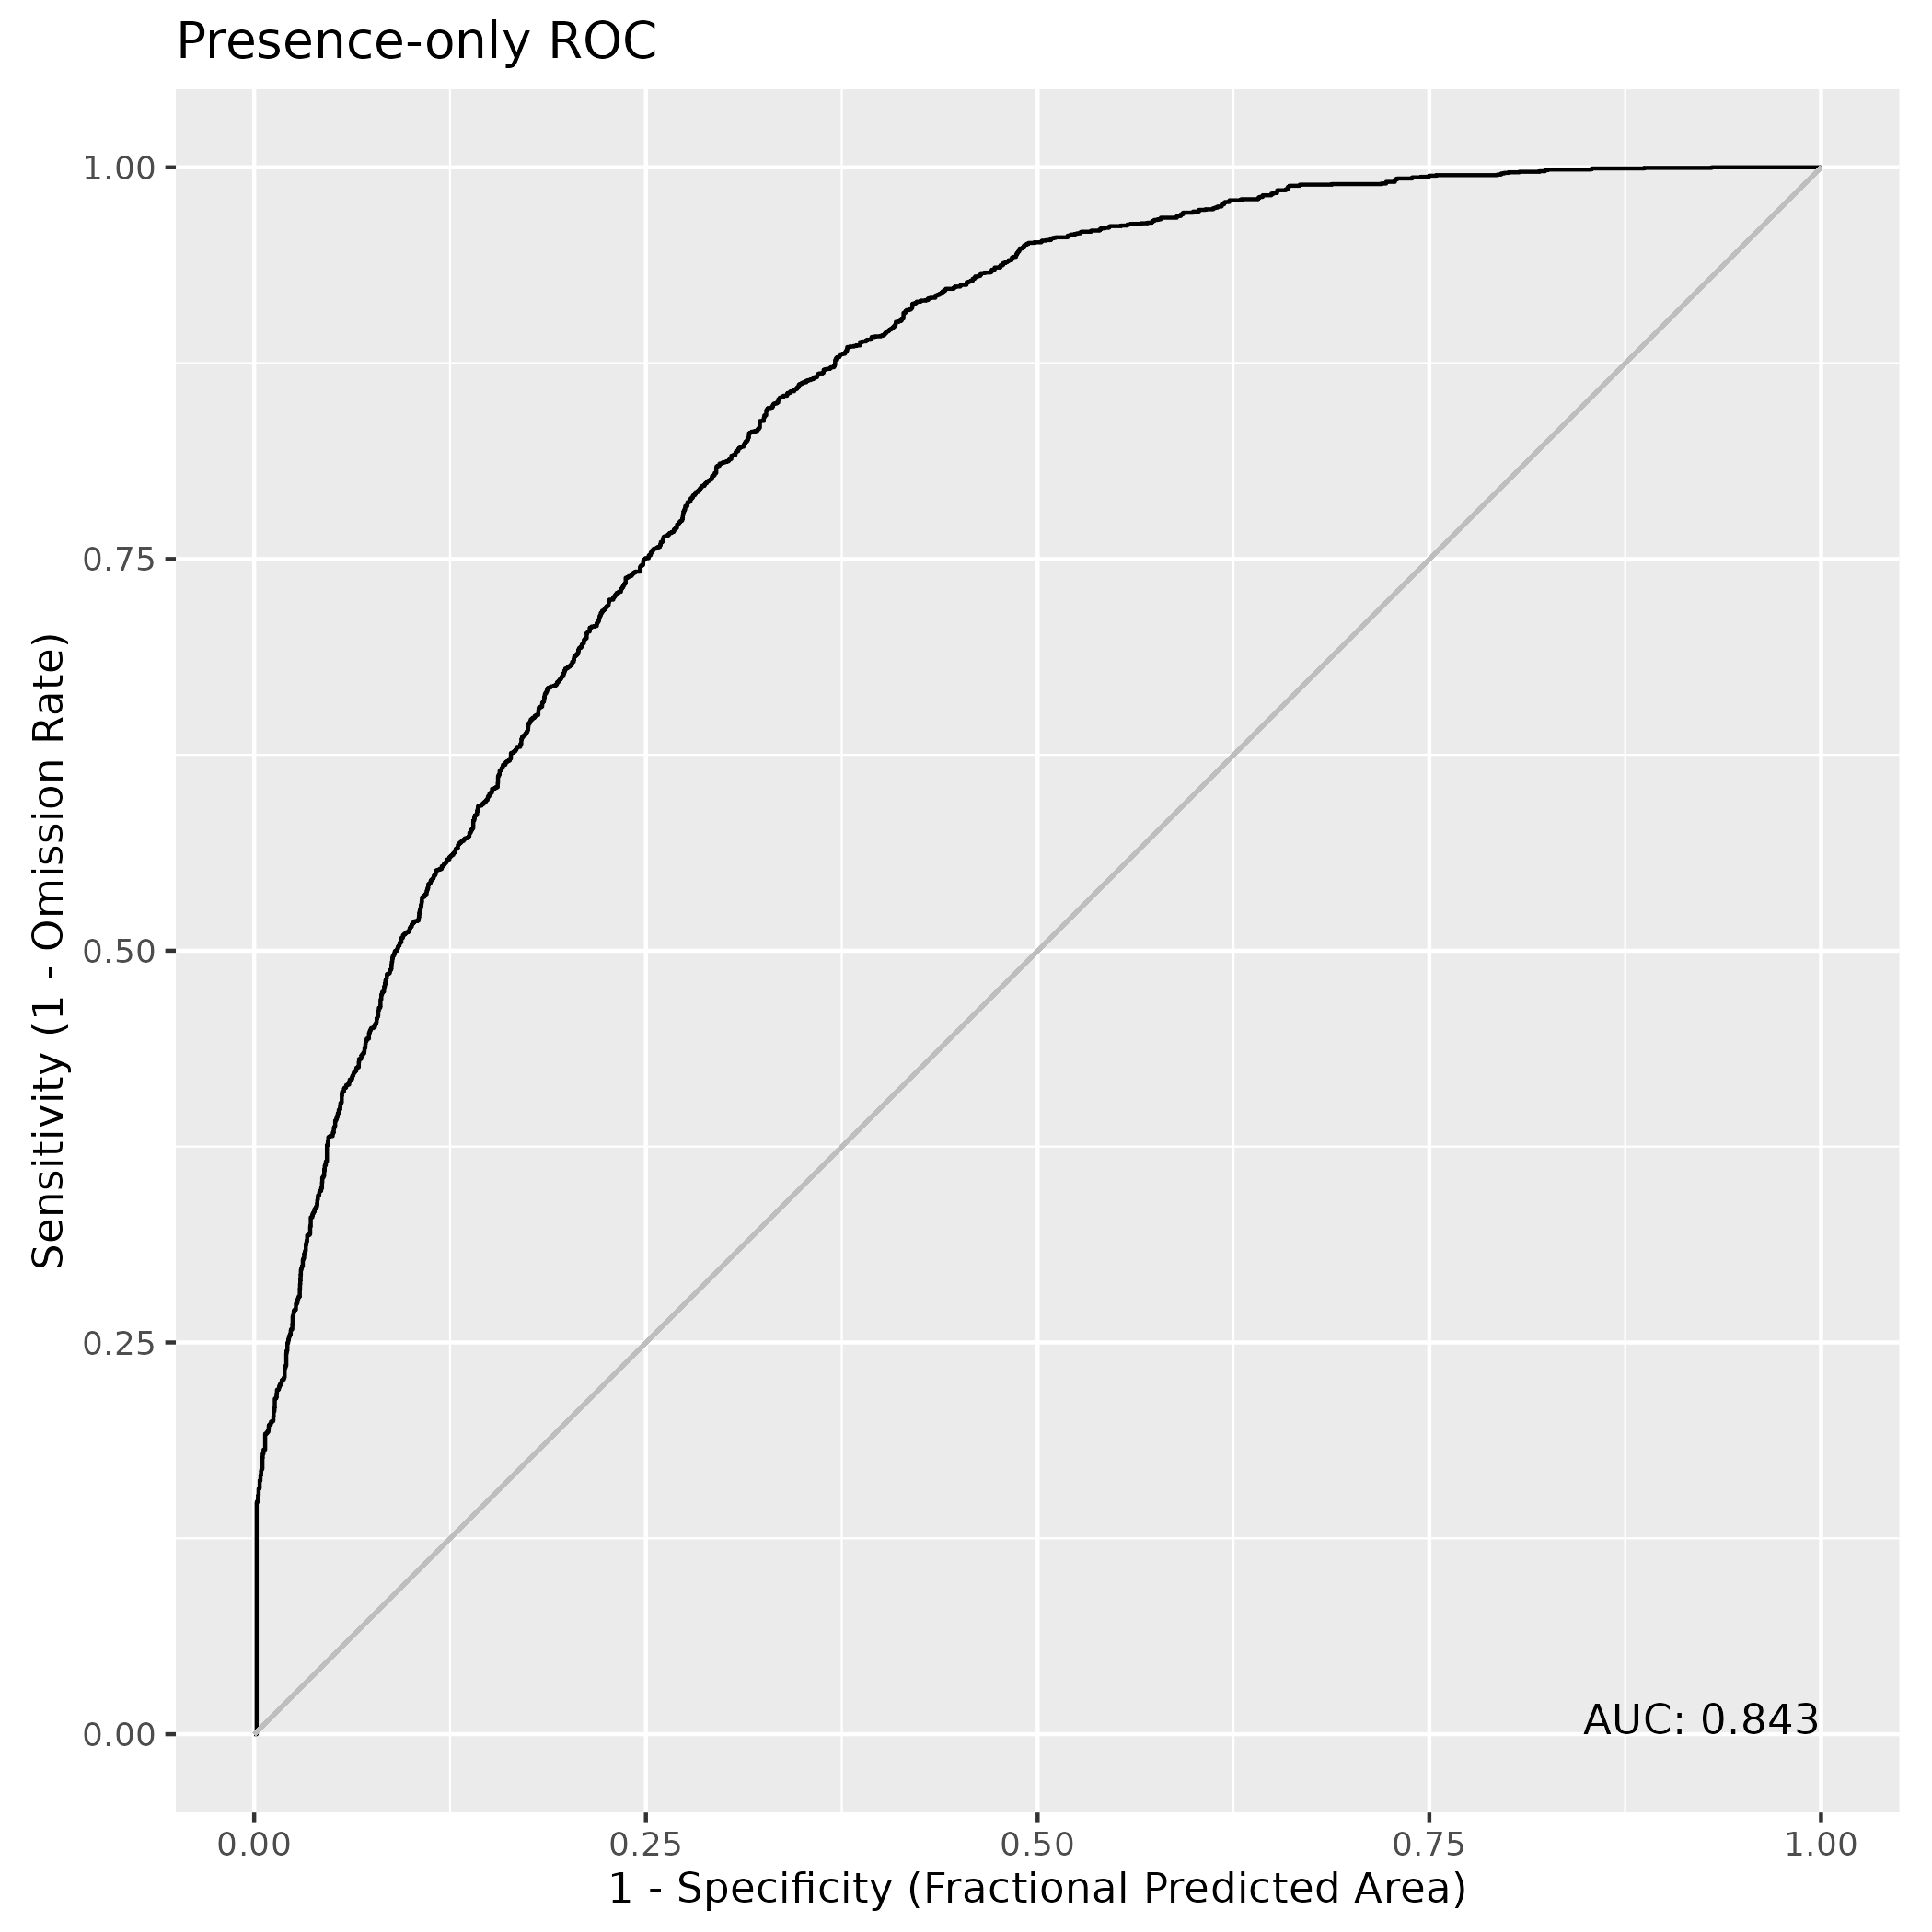 Presence-only ROC
Sensitivity (1 - Omission Rate)
1.00
0.75
0.50
0.25
0.00
AUC: 0.843
0.00 0.25 0.50 0.75 1.00
1 - Specificity (Fractional Predicted Area)